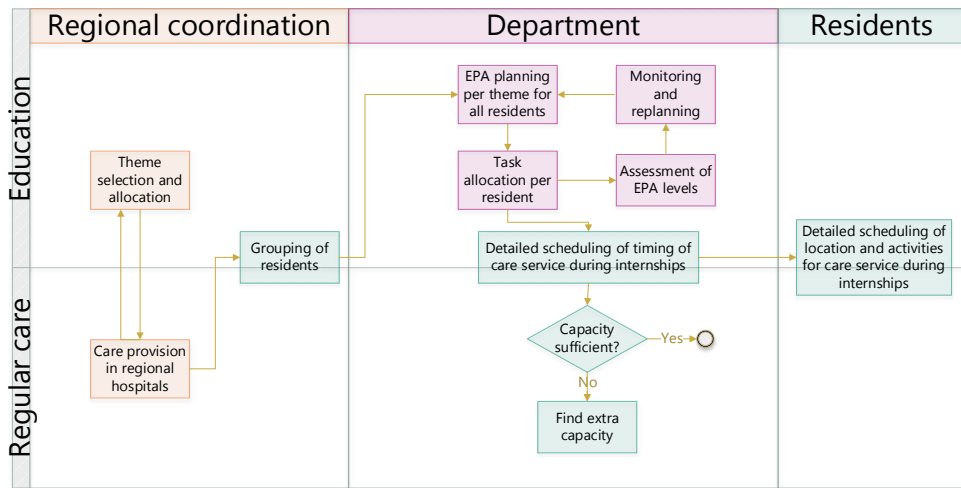 Regional coordination
Department
Residents
Education
Regular care
Theme
selection and
allocation
Care provision
in regional
hospitals
Grouping of
residents
EPA planning
per theme for
all residents
Monitoring
and
replanning
Task
allocation per
resident
Assessment of
EPA levels
Detailed scheduling of timing of
care service during internships
Detailed scheduling of
location and activities
for care service during
internships
Capacity
sufficient?
Yes
No
Find extra
capacity